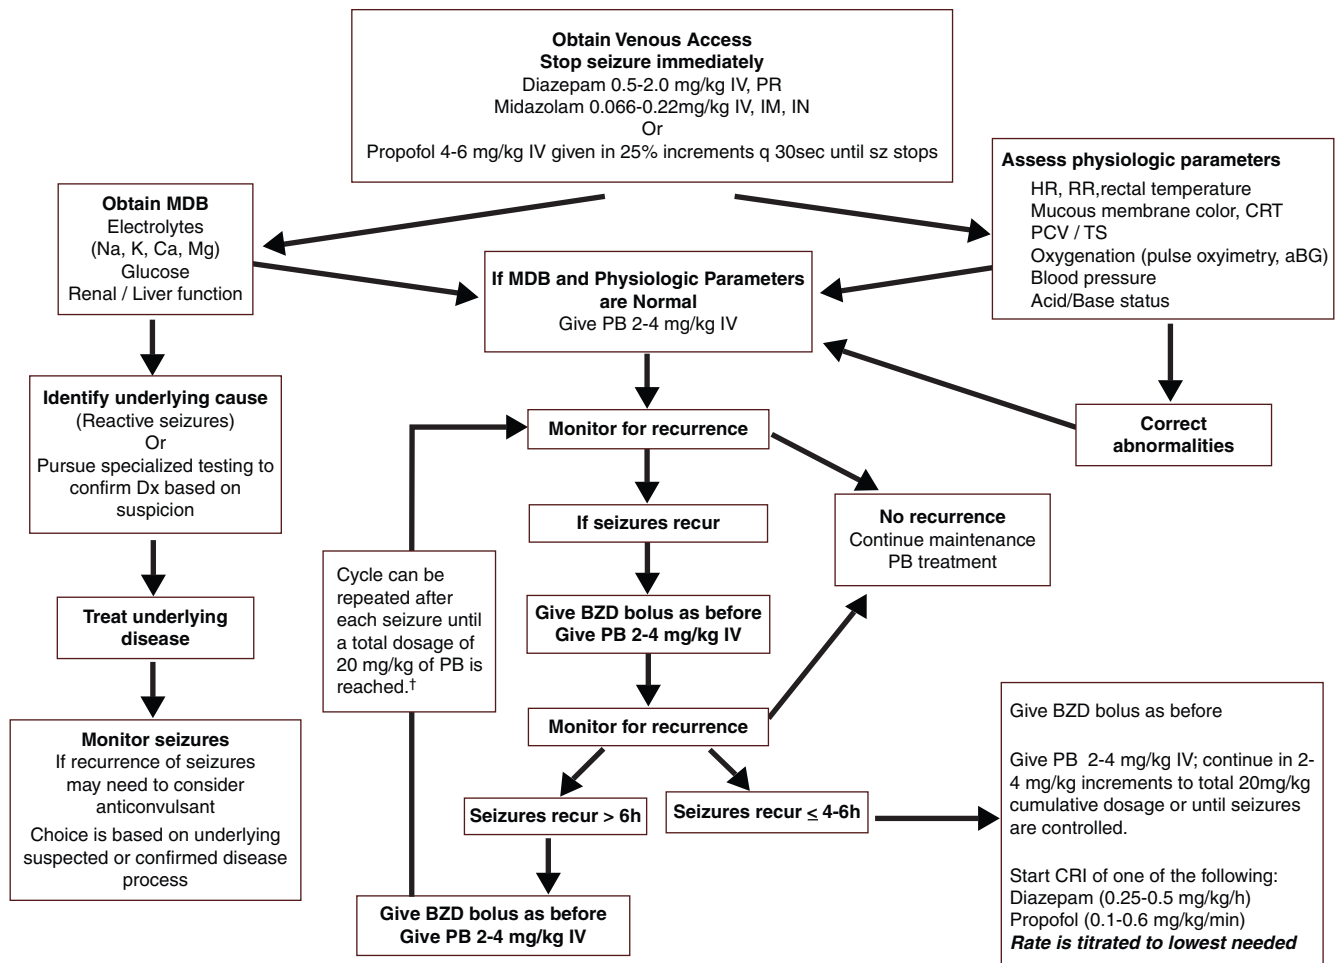 Obtain Venous Access
Stop seizure immediately
Diazepam 0.5-2.0 mg/kg IV, PR
Midazolam 0.066-0.22mg/kg IV, IM, IN
Or
Propofol 4-6 mg/kg IV given in 25% increments q 30sec until sz stops
Obtain MDB
Electrolytes
(Na, K, Ca, Mg)
Glucose
Renal / Liver function
Assess physiologic parameters
HR, RR,rectal temperature
Mucous membrane color, CRT
PCV / TS
Oxygenation (pulse oxyimetry, aBG)
Blood pressure
Acid/Base status
If MDB and Physiologic Parameters
are Normal
Give PB 2-4 mg/kg IV
Identify underlying cause
(Reactive seizures)
Or
Pursue specialized testing to
confirm Dx based on
suspicion
Monitor for recurrence
Correct
abnormalities
If seizures recur
No recurrence
Continue maintenance
PB treatment
Cycle can be
repeated after
each seizure until
a total dosage of
20 mg/kg of PB is
reached.†
Give BZD bolus as before
Give PB 2-4 mg/kg IV
Treat underlying
disease
Monitor for recurrence
Monitor seizures
If recurrence of seizures
may need to consider
anticonvulsant
Choice is based on underlying
suspected or confirmed disease
process
Seizures recur > 6h
Seizures recur ≤ 4-6h
Give BZD bolus as before
Give PB 2-4 mg/kg IV; continue in 2-
4 mg/kg increments to total 20mg/kg
cumulative dosage or until seizures
are controlled.
Start CRI of one of the following:
Diazepam (0.25-0.5 mg/kg/h)
Propofol (0.1-0.6 mg/kg/min)
Rate is titrated to lowest needed
Give BZD bolus as before
Give PB 2-4 mg/kg IV